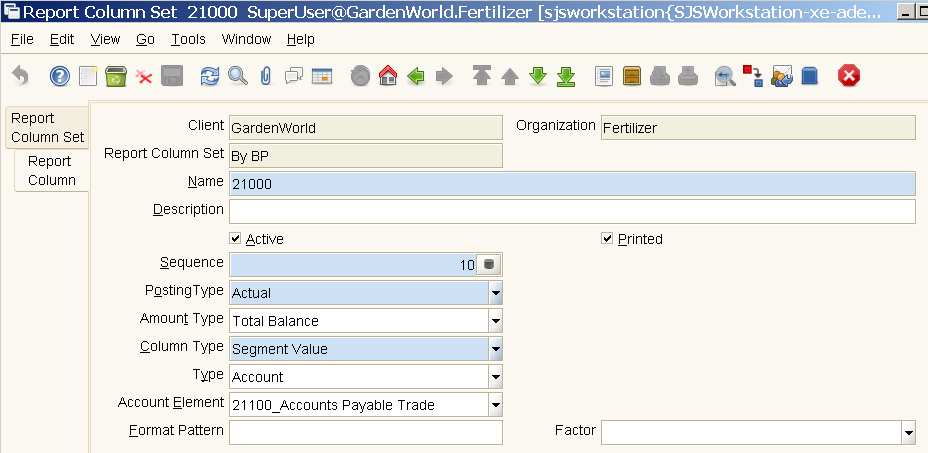 Report Column Set  21000  SuperUser@GardenWorld.Fertilizer [sjsworkstation{SJSWorkstation-xe-ade...
File Edit View Go Tools Window Help
Report Column Set
Report Column
Client GardenWorld Organization Fertilizer
Report Column Set By BP
Name 21000
Description
Active Printed
Sequence 10
PostingType Actual
Amount Type Total Balance
Column Type Segment Value
Type Account
Account Element 21100_Accounts Payable Trade
Format Pattern Factor